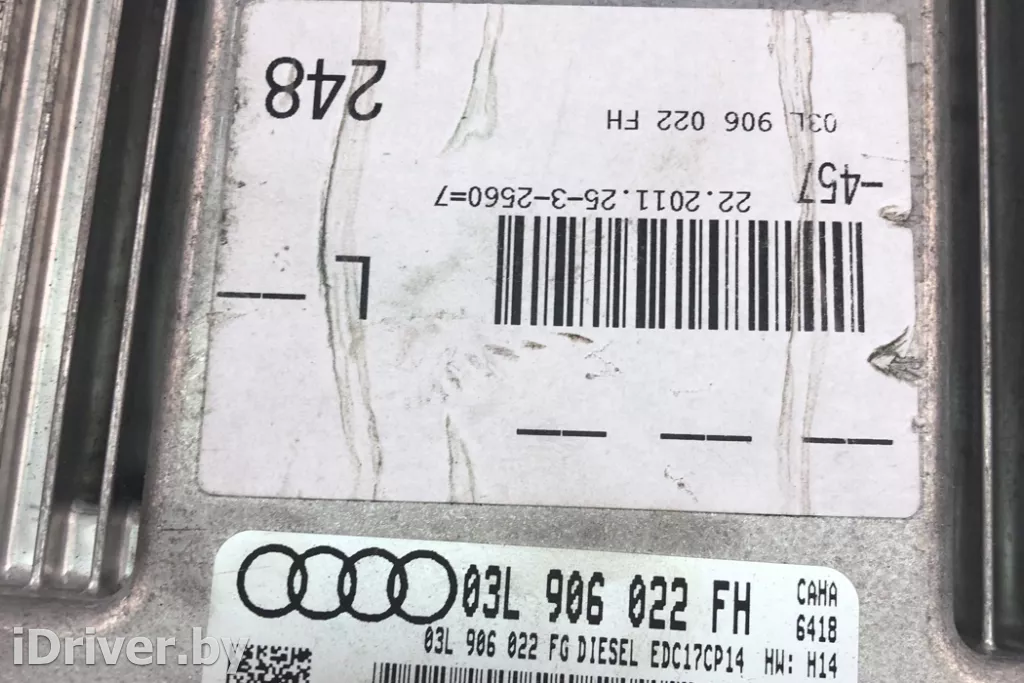 248
03L 906 022 FH
-457
22.2011.25-3-2560=7
L
--
-- -- --
03L 906 022 FH CAHA
6418
03L 906 022 FG DIESEL EDC17CP14 HW: H14
iDriver.by